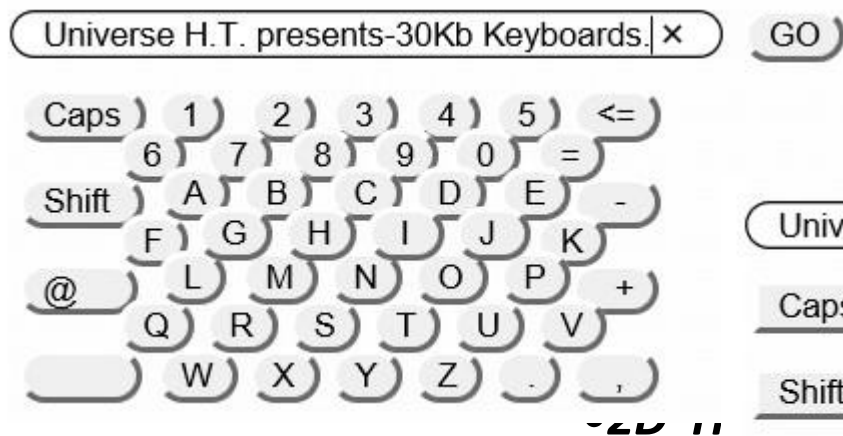 Universe H.T. presents-30Kb Keyboards. × GO
Caps 1 2 3 4 5 <=
6 7 8 9 0 =
Shift A B C D E -
F G H I J K
@ L M N O P +
Q R S T U V
W X Y Z . ,
Univ
Caps
Shift